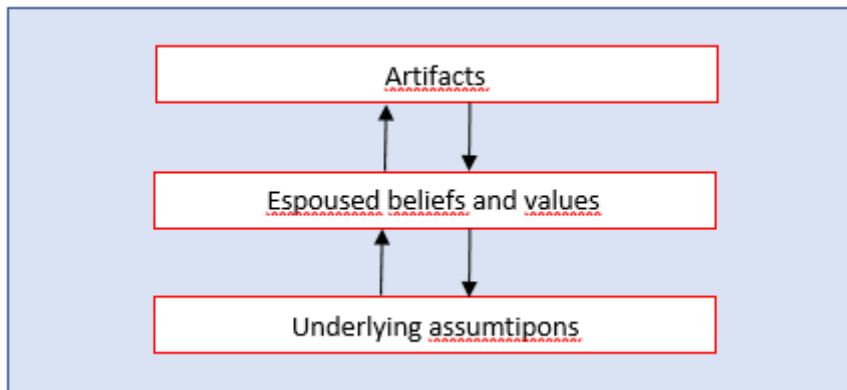 Artifacts
Espoused beliefs and values
Underlying assumtipons